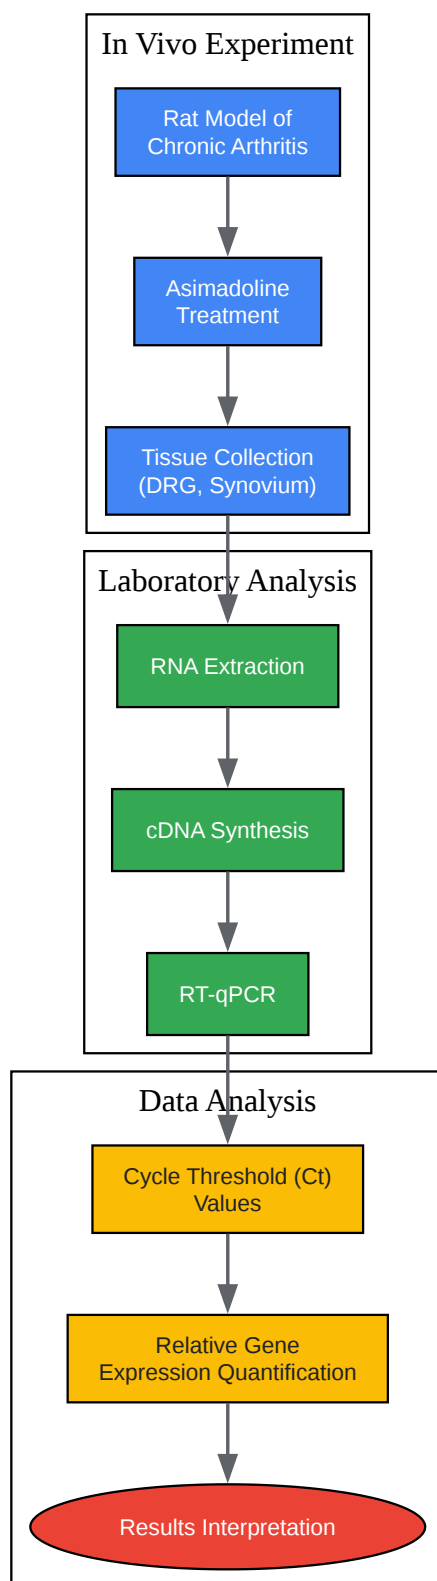 In Vivo Experiment
Rat Model of
Chronic Arthritis
Asimadoline
Treatment
Tissue Collection
(DRG, Synovium)
Laboratory Analysis
RNA Extraction
cDNA Synthesis
RT-qPCR
Data Analysis
Cycle Threshold (Ct)
Values
Relative Gene
Expression Quantification
Results Interpretation